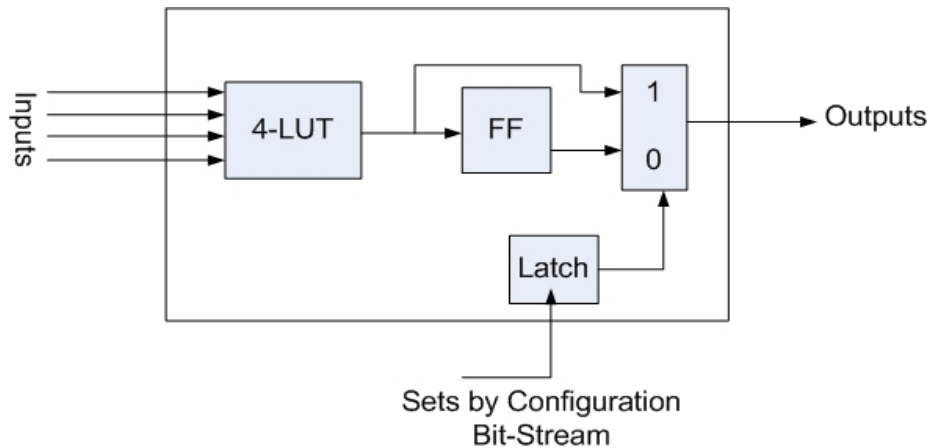 Inputs
4-LUT
FF
1
0
Outputs
Latch
Sets by Configuration
Bit-Stream